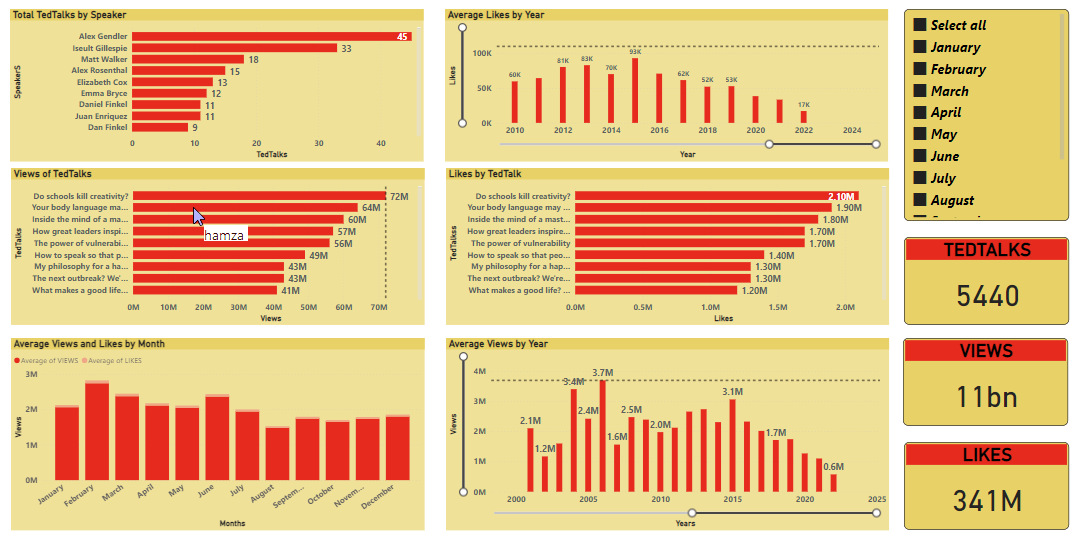 Total TedTalks by Speaker
SpeakerS
Alex Gendler 45
Iseult Gillespie 33
Matt Walker 18
Alex Rosenthal 15
Elizabeth Cox 13
Emma Bryce 12
Daniel Finkel 11
Juan Enriquez 11
Dan Finkel 9
0 10 20 30 40
TedTalks
Average Likes by Year
Likes
100K
50K
0K
60K 81K 83K 70K 93K 62K 52K 53K 17K
2010 2012 2014 2016 2018 2020 2022 2024
Year
Select all
January
February
March
April
May
June
July
August
Views of TedTalks
TedTalks
Do schools kill creativity? 72M
Your body language ma... 64M
Inside the mind of a ma... 60M
How great leaders inspi... 57M
hamza
The power of vulnerabi... 56M
How to speak so that p... 49M
My philosophy for a ha... 43M
The next outbreak? We'... 43M
What makes a good life... 41M
0M 10M 20M 30M 40M 50M 60M 70M
Views
Likes by TedTalk
TedTalkss
Do schools kill creativity? 2.10M
Your body language may ... 1.90M
Inside the mind of a mast... 1.80M
How great leaders inspire... 1.70M
The power of vulnerability 1.70M
How to speak so that peo... 1.40M
My philosophy for a hap... 1.30M
The next outbreak? We're... 1.30M
What makes a good life? ... 1.20M
0.0M 0.5M 1.0M 1.5M 2.0M
Likes
TEDTALKS
5440
Average Views and Likes by Month
Average of VIEWS Average of LIKES
Views
3M
2M
1M
0M
January February March April May June July August Septem... October Novem... December
Months
Average Views by Year
Views
4M
3M
2M
1M
0M
2.1M 1.2M 3.4M 2.4M 3.7M 1.6M 2.5M 2.0M 3.1M 1.7M 0.6M
2000 2005 2010 2015 2020 2025
Years
VIEWS
11bn
LIKES
341M